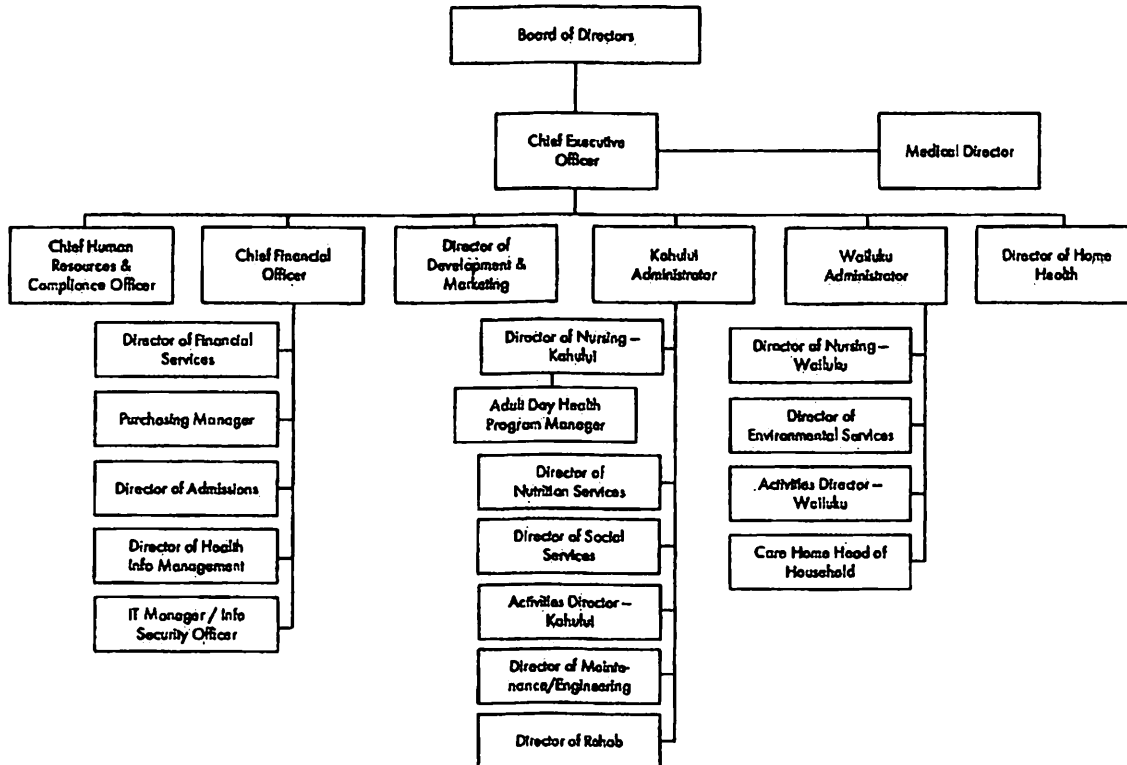 Board of Directors
Chief Executive
Officer
Medical Director
Chief Human
Resources &
Compliance Officer
Chief Financial
Officer
Director of
Development &
Marketing
Kahului
Administrator
Wailuku
Administrator
Director of Home
Health
Director of Financial
Services
Purchasing Manager
Director of Admissions
Director of Health
Info Management
IT Manager / Info
Security Officer
Director of Nursing –
Kahului
Adult Day Health
Program Manager
Director of
Nutrition Services
Director of Social
Services
Activities Director –
Kahului
Director of Mainte-
nance/Engineering
Director of Rehab
Director of Nursing –
Wailuku
Director of
Environmental Services
Activities Director –
Wailuku
Care Home Head of
Household